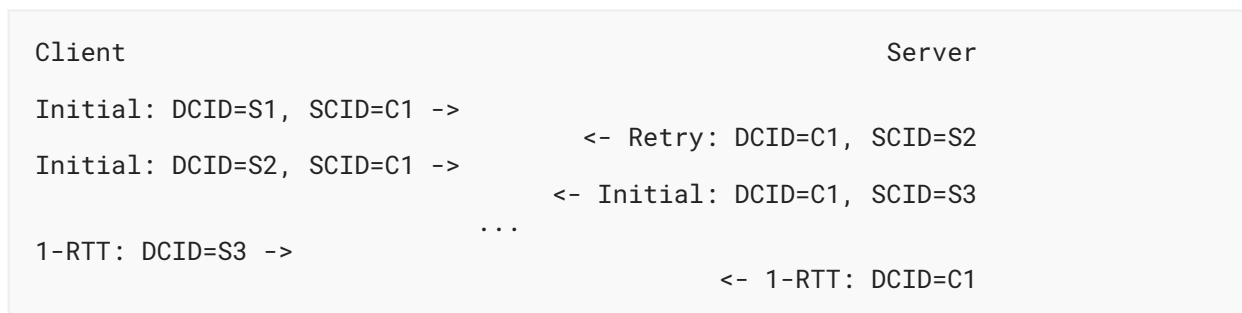 Client                                                  Server

Initial: DCID=S1, SCID=C1 ->
                                    <- Retry: DCID=C1, SCID=S2
Initial: DCID=S2, SCID=C1 ->
                                  <- Initial: DCID=C1, SCID=S3
                             ...
1-RTT: DCID=S3 ->
                                             <- 1-RTT: DCID=C1